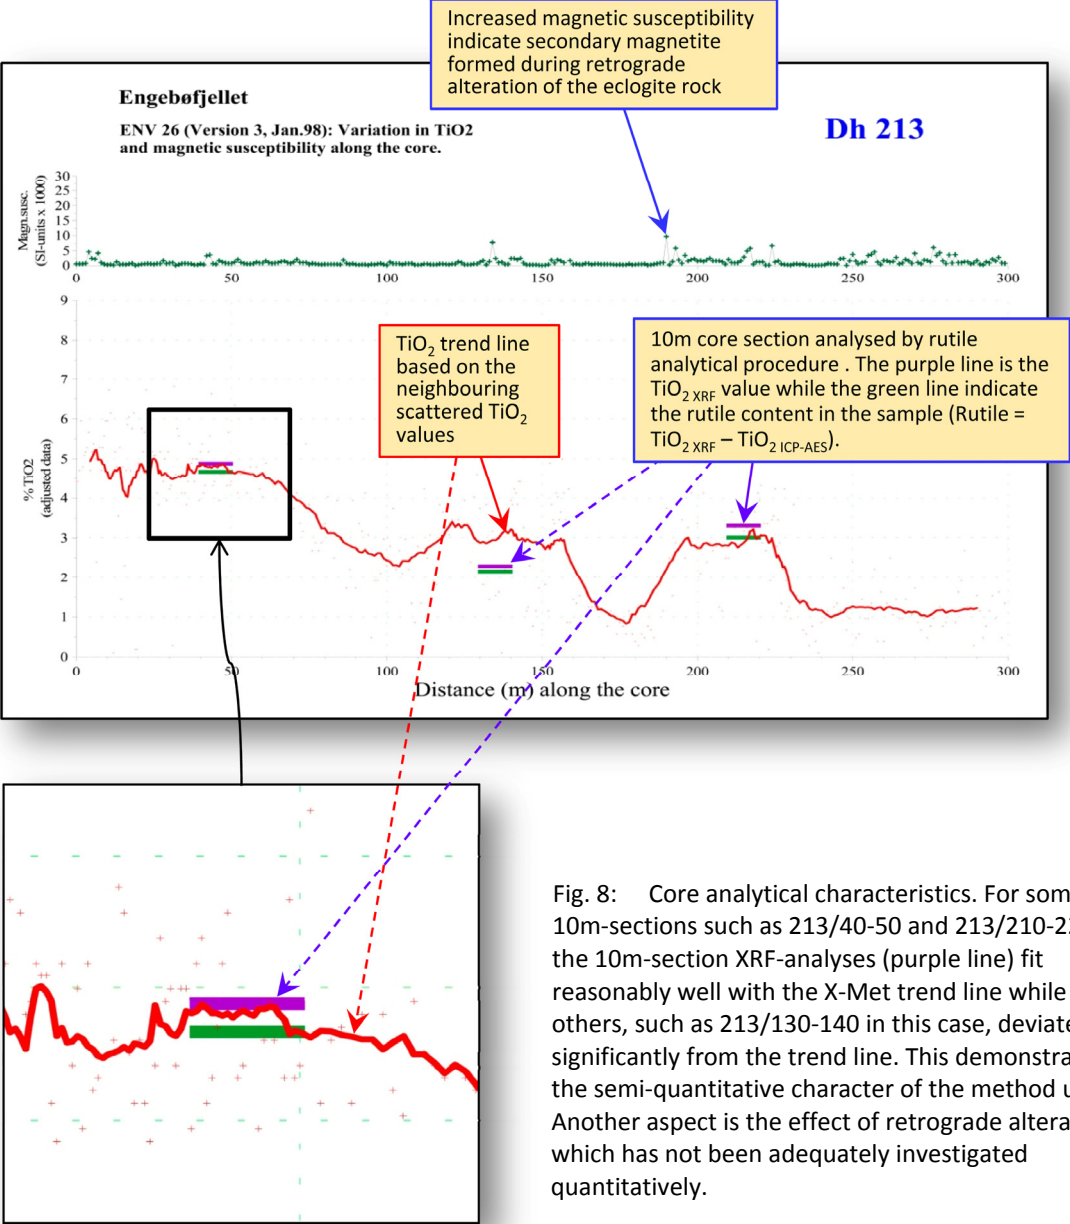 Increased magnetic susceptibility
indicate secondary magnetite
formed during retrograde
alteration of the eclogite rock
Engebøfjellet
ENV 26 (Version 3, Jan.98): Variation in TiO2
and magnetic susceptibility along the core.
Dh 213
Magn.susc.
(SI-units x 1000)
30
25
20
15
10
5
0
0 50 100 150 200 250 300
TiO2 trend line
based on the
neighbouring
scattered TiO2
values
10m core section analysed by rutile
analytical procedure . The purple line is the
TiO2 XRF value while the green line indicate
the rutile content in the sample (Rutile =
TiO2 XRF – TiO2 ICP-AES).
%TiO2
(adjusted data)
9
8
7
6
5
4
3
2
1
0
0 50 100 150 200 250 300
Distance (m) along the core
Fig. 8: Core analytical characteristics. For som
10m-sections such as 213/40-50 and 213/210-2
the 10m-section XRF-analyses (purple line) fit
reasonably well with the X-Met trend line while
others, such as 213/130-140 in this case, deviate
significantly from the trend line. This demonstra
the semi-quantitative character of the method u
Another aspect is the effect of retrograde altera
which has not been adequately investigated
quantitatively.